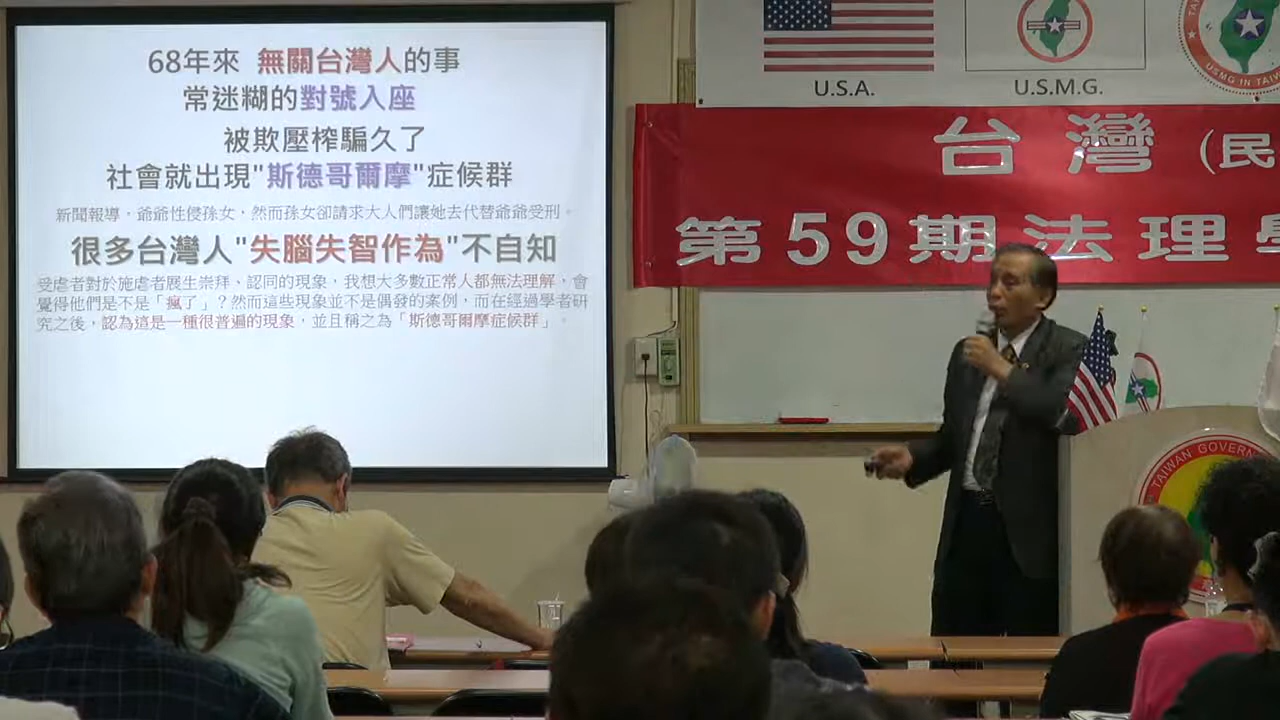 68年來 無關台灣人的事
常迷糊的對號入座
被欺壓榨騙久了
社會就出現"斯德哥爾摩"症候群
新聞報導。爺爺性侵孫女，然而孫女卻請求大人們讓她去代替爺爺受刑。
很多台灣人"失腦失智作為"不自知
受虐者對於施虐者展生崇拜、認同的現象，我想大多數正常人都無法理解，會
覺得他們是不是「瘋了」？然而這些現象並不是偶發的案例，而在經過學者研
究之後，認為這是一種很普遍的現象，並且稱之為「斯德哥爾摩症候群」。
U.S.A.
U.S.M.G.
USMG IN TAIW
台灣（民
第59期法理學
TAIWAN GOVERN